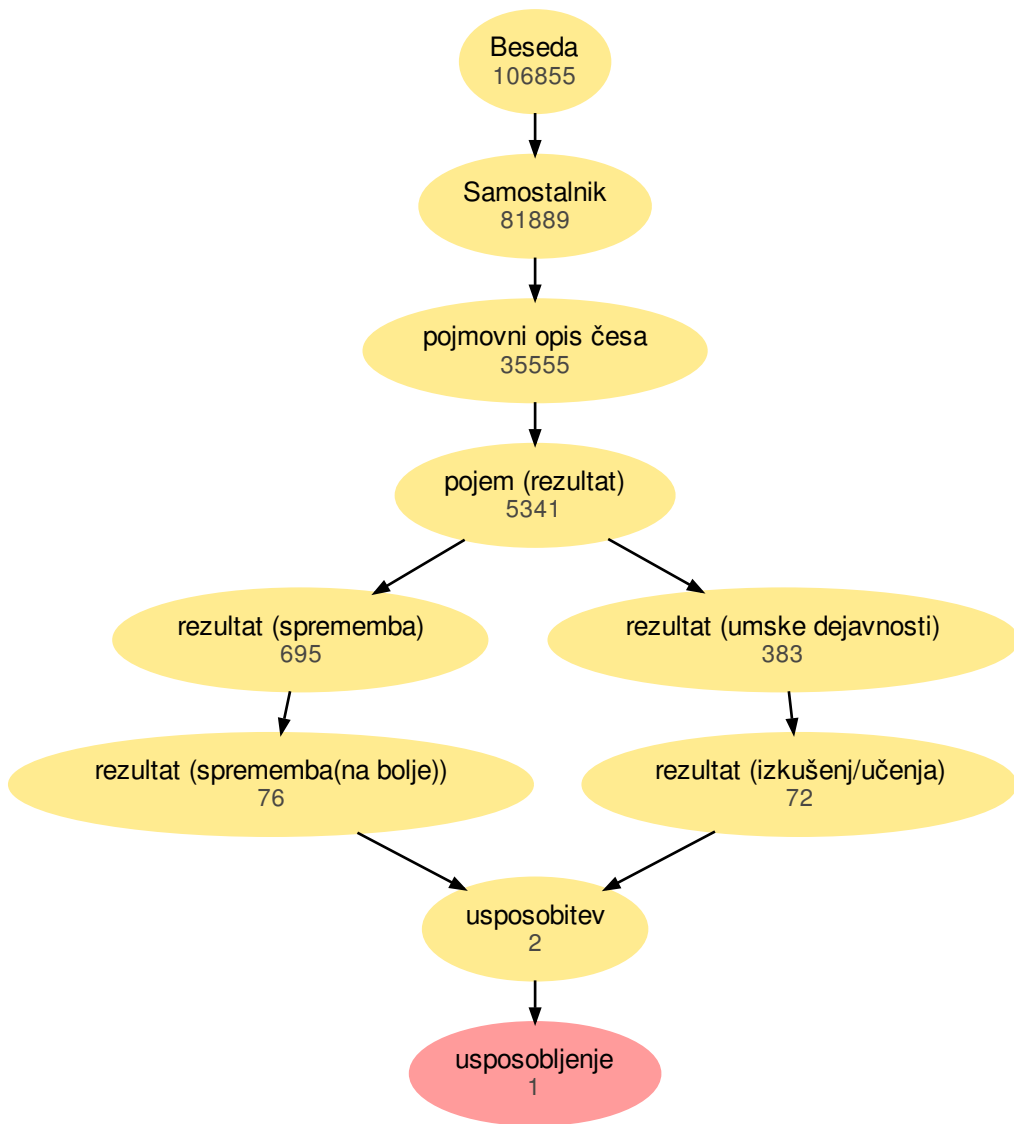 Beseda
106855
Samostalnik
81889
pojmovni opis česa
35555
pojem (rezultat)
5341
rezultat (sprememba)
695
rezultat (umske dejavnosti)
383
rezultat (sprememba(na bolje))
76
rezultat (izkušenj/učenja)
72
usposobitev
2
usposobljenje
1